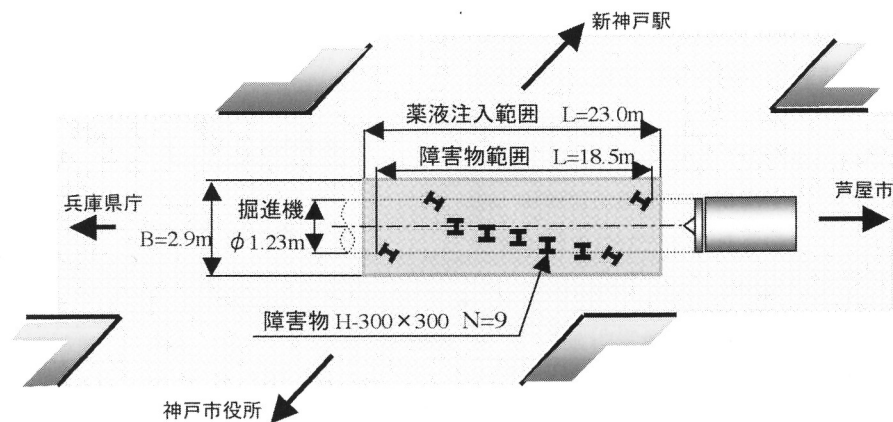 新神戸駅
薬液注入範囲 L=23.0m
障害物範囲 L=18.5m
兵庫県庁
掘進機
芦屋市
B=2.9m
φ1.23m
障害物 H-300×300 N=9
神戸市役所